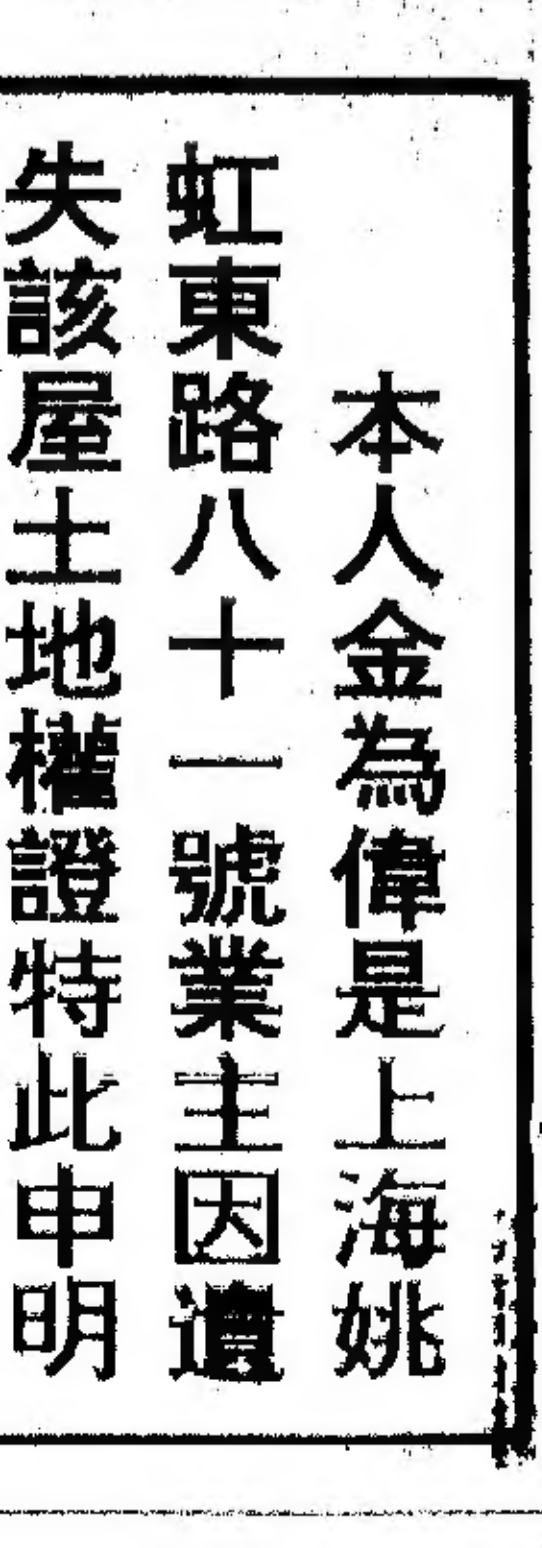 本人金為偉是上海姚
虹東路八十一號業主因遺
失該屋土地權證特此申明